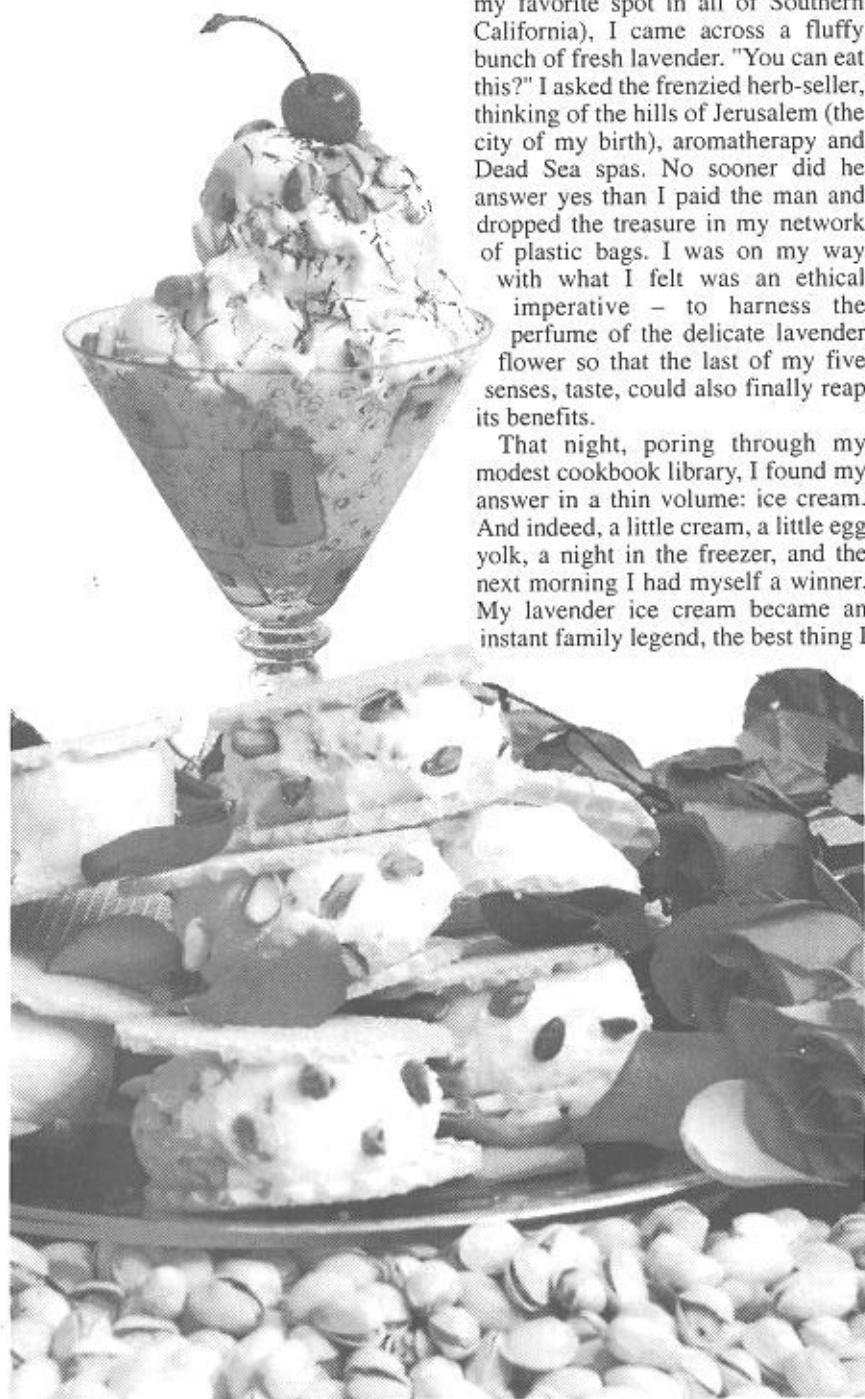 my favorite spot in all of Southern
California), I came across a fluffy
bunch of fresh lavender. "You can eat
this?" I asked the frenzied herb-seller,
thinking of the hills of Jerusalem (the
city of my birth), aromatherapy and
Dead Sea spas. No sooner did he
answer yes than I paid the man and
dropped the treasure in my network
of plastic bags. I was on my way
with what I felt was an ethical
imperative – to harness the
perfume of the delicate lavender
flower so that the last of my five
senses, taste, could also finally reap
its benefits.
That night, poring through my
modest cookbook library, I found my
answer in a thin volume: ice cream.
And indeed, a little cream, a little egg
yolk, a night in the freezer, and the
next morning I had myself a winner.
My lavender ice cream became an
instant family legend, the best thing I